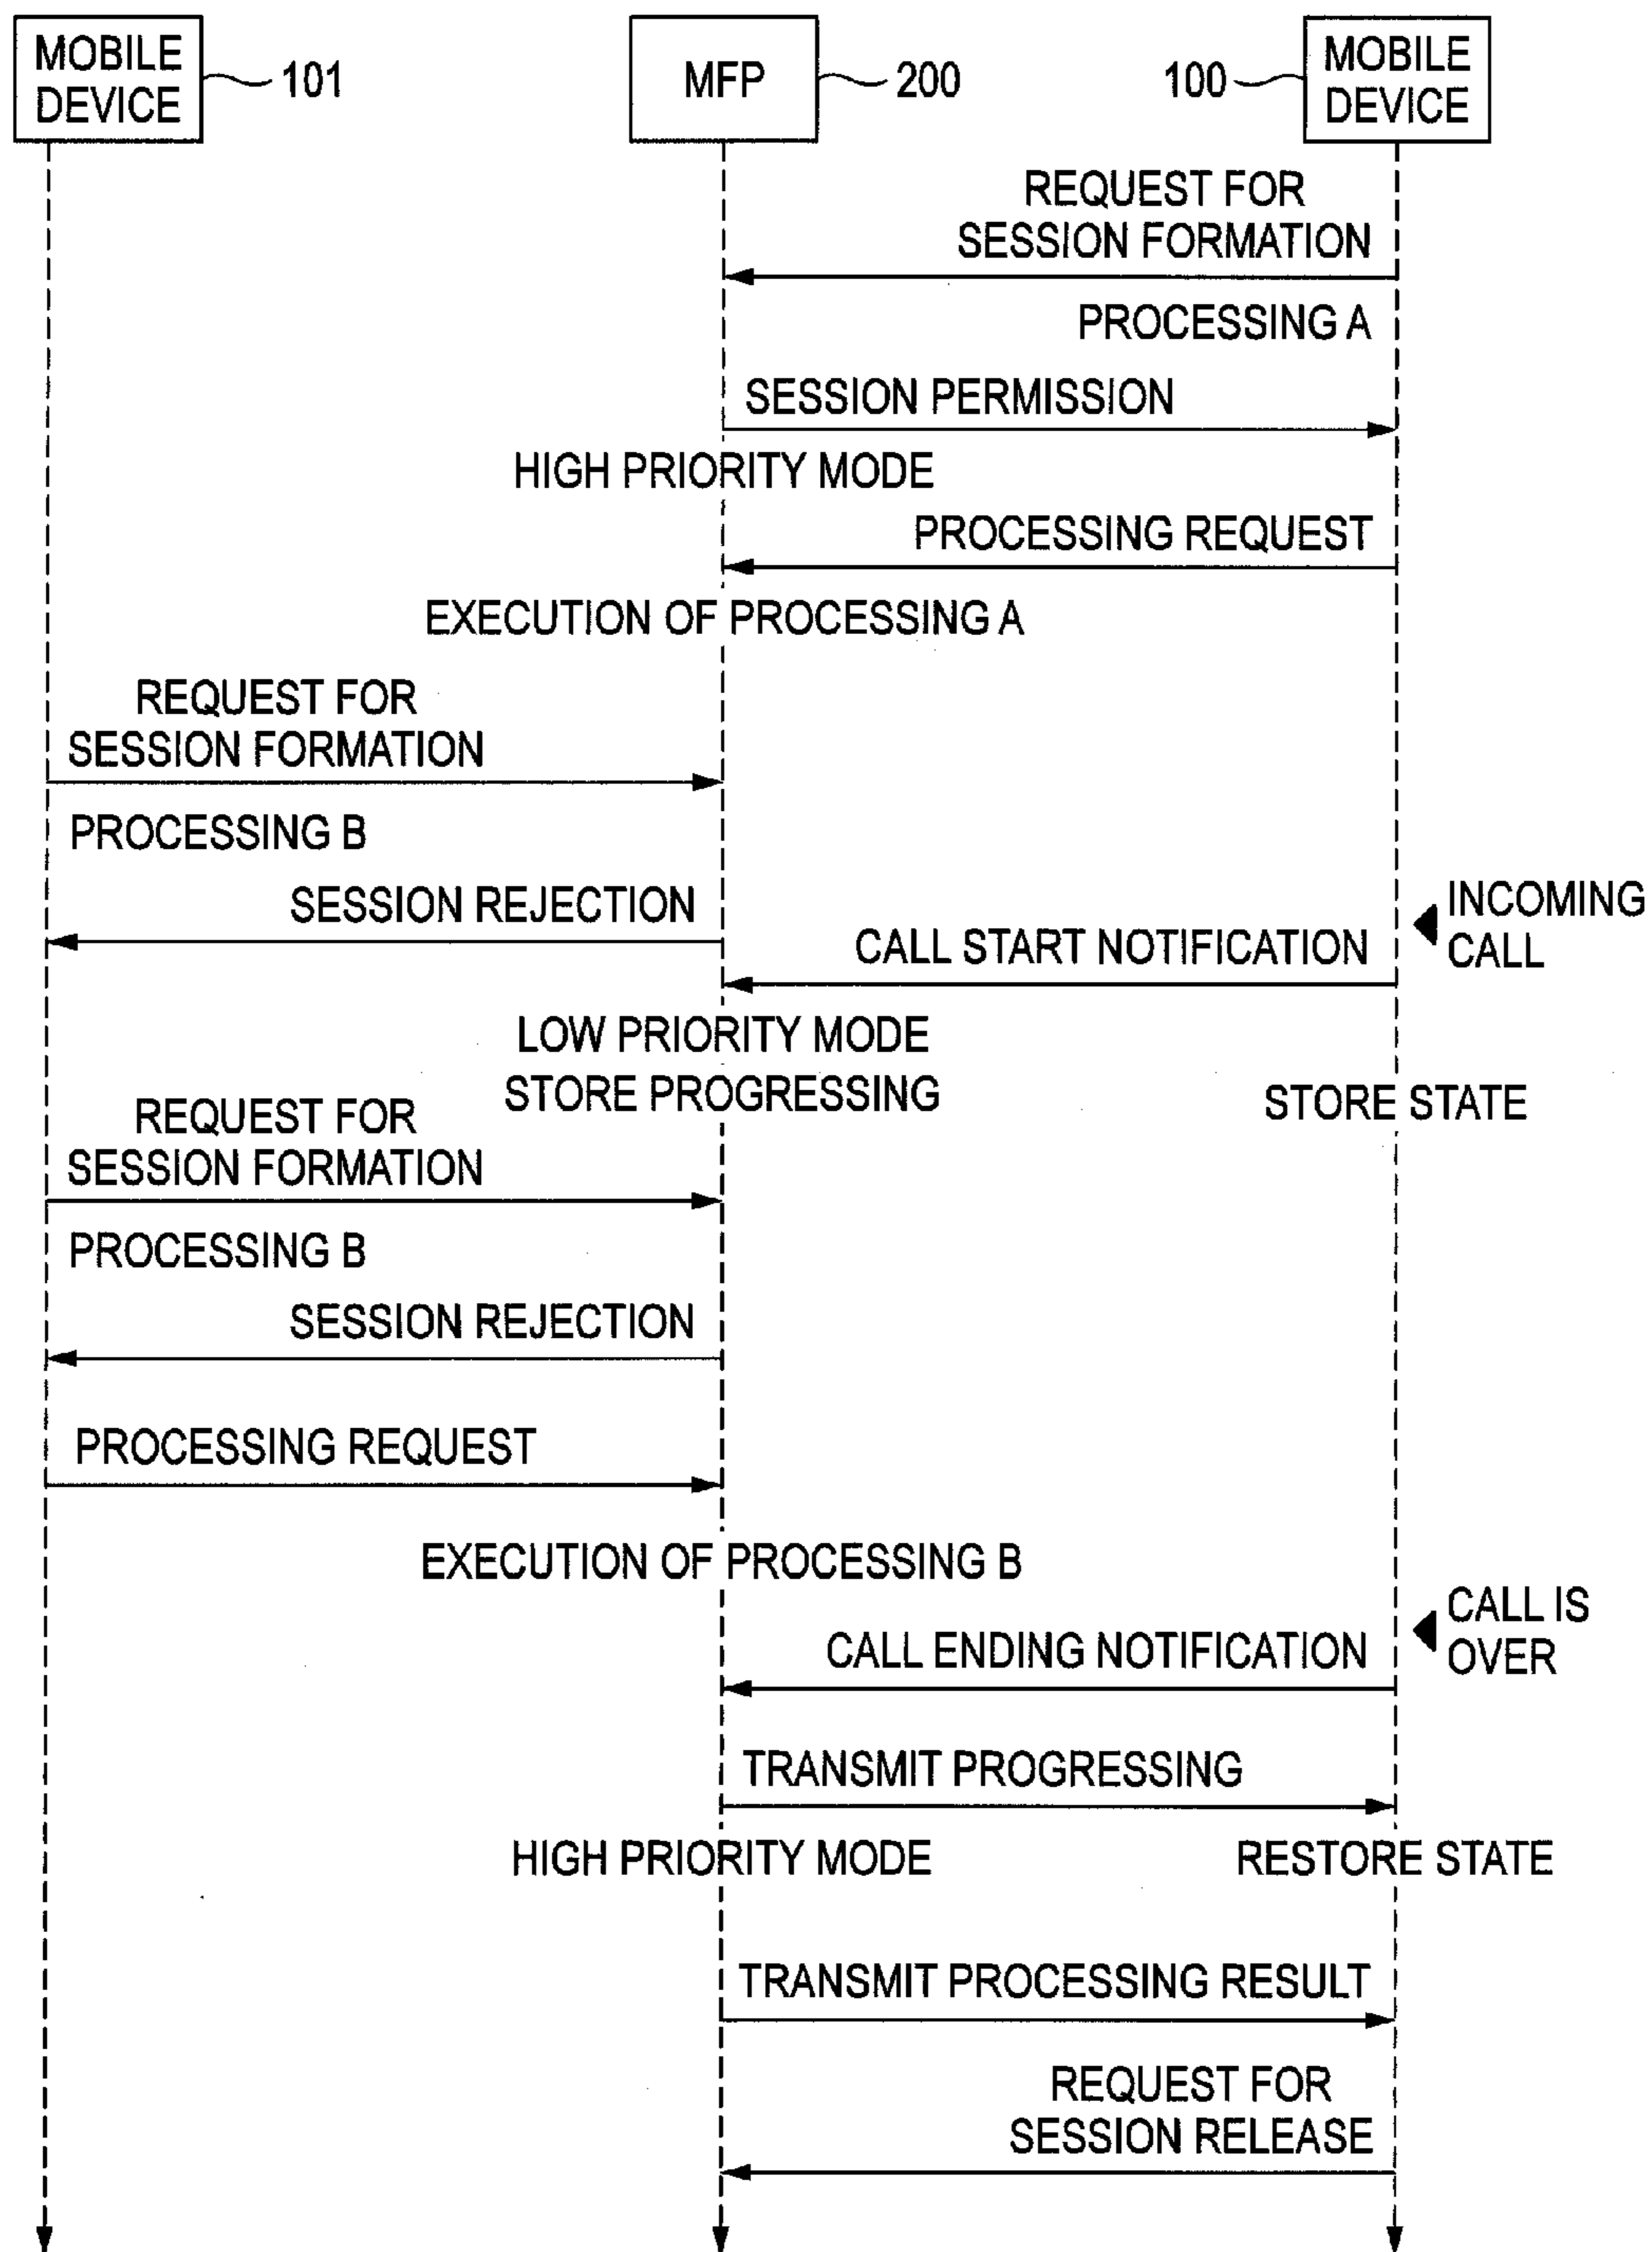 MOBILE
DEVICE
101
MFP
200
100
MOBILE
DEVICE
REQUEST FOR
SESSION FORMATION
PROCESSING A
SESSION PERMISSION
HIGH PRIORITY MODE
PROCESSING REQUEST
EXECUTION OF PROCESSING A
REQUEST FOR
SESSION FORMATION
PROCESSING B
SESSION REJECTION
INCOMING
CALL
CALL START NOTIFICATION
LOW PRIORITY MODE
STORE PROGRESSING
STORE STATE
REQUEST FOR
SESSION FORMATION
PROCESSING B
SESSION REJECTION
PROCESSING REQUEST
EXECUTION OF PROCESSING B
CALL IS
OVER
CALL ENDING NOTIFICATION
TRANSMIT PROGRESSING
HIGH PRIORITY MODE
RESTORE STATE
TRANSMIT PROCESSING RESULT
REQUEST FOR
SESSION RELEASE